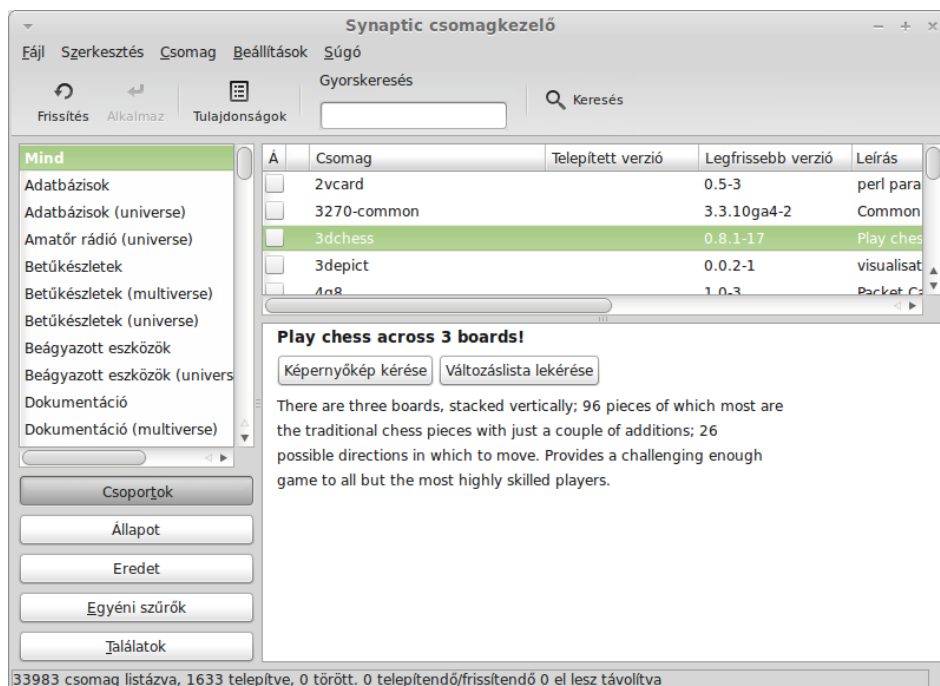 Synaptic csomagkezelő
Fájl Szerkesztés Csomag Beállítások Súgó
Gyorskeresés
Frissítés Alkalmaz Tulajdonságok Keresés
Mind
Adatbázisok
Adatbázisok (universe)
Amatőr rádió (universe)
Betűkészletek
Betűkészletek (multiverse)
Betűkészletek (universe)
Beágyazott eszközök
Beágyazott eszközök (univers
Dokumentáció
Dokumentáció (multiverse)
Csoportok
Állapot
Eredet
Egyéni szűrők
Találatok
Á Csomag Telepített verzió Legfrissebb verzió Leírás
2vcard 0.5-3 perl para
3270-common 3.3.10ga4-2 Common
3dchess 0.8.1-17 Play ches
3depict 0.0.2-1 visualisat
4g8 1.0-3 Packet Ca
Play chess across 3 boards!
Képernyőkép kérése Változáslista lekérése
There are three boards, stacked vertically; 96 pieces of which most are
the traditional chess pieces with just a couple of additions; 26
possible directions in which to move. Provides a challenging enough
game to all but the most highly skilled players.
33983 csomag listázva, 1633 telepítve, 0 törött. 0 telepítendő/frissítendő 0 el lesz távolítva